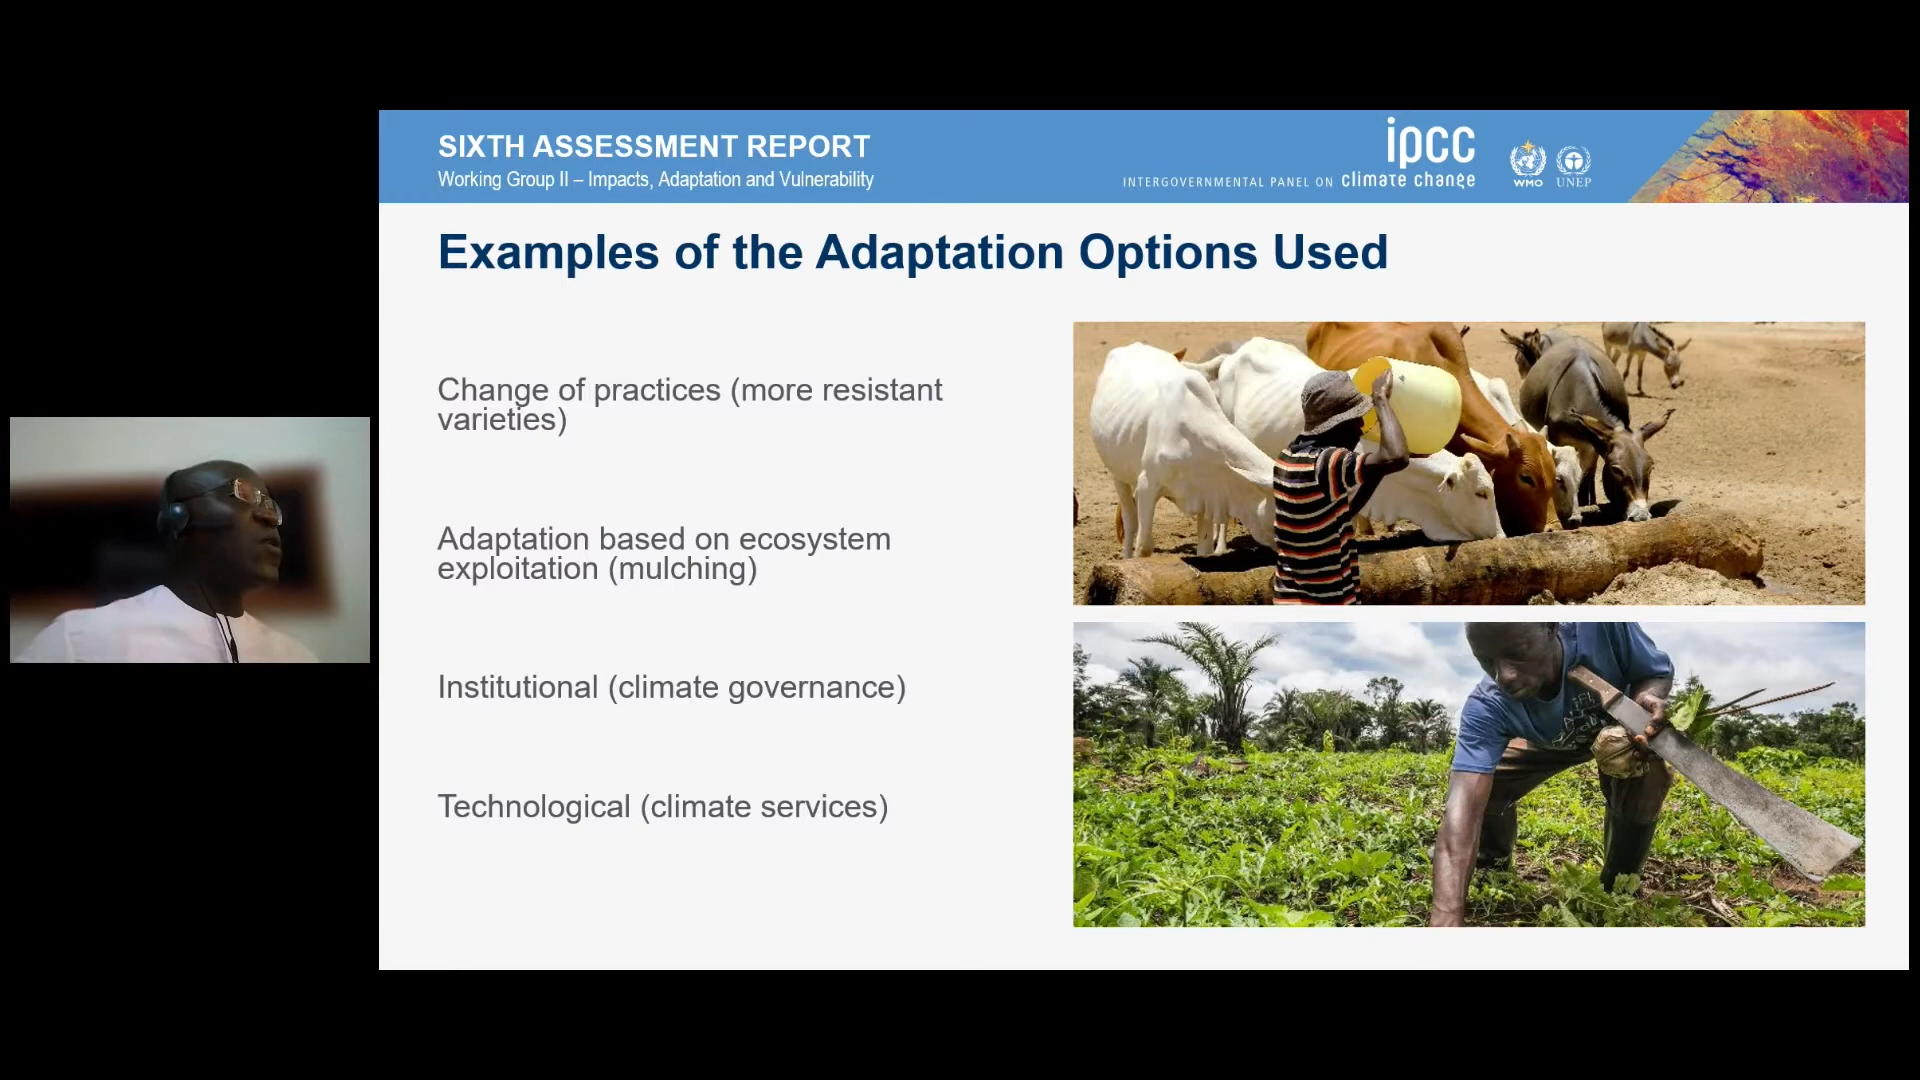 SIXTH ASSESSMENT REPORT
Working Group II – Impacts, Adaptation and Vulnerability
ipcc
INTERGOVERNMENTAL PANEL ON climate change
WMO
UNEP
Examples of the Adaptation Options Used
Change of practices (more resistant
varieties)
Adaptation based on ecosystem
exploitation (mulching)
Institutional (climate governance)
Technological (climate services)